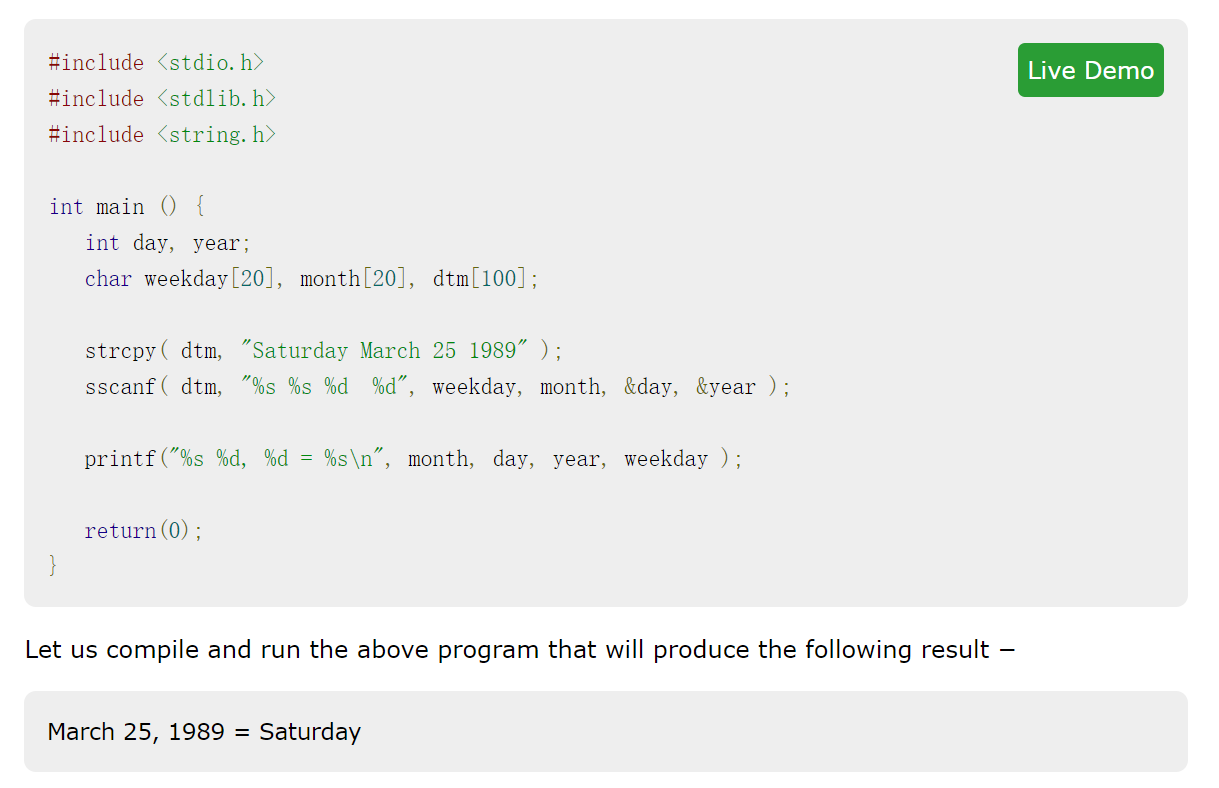 #include <stdio.h>
Live Demo
#include <stdlib.h>
#include <string.h>
int main () {
int day, year;
char weekday[20], month[20], dtm[100];
strcpy( dtm, "Saturday March 25 1989" );
sscanf( dtm, "%s %s %d  %d", weekday, month, &day, &year );
printf("%s %d, %d = %s\n", month, day, year, weekday );
return(0);
}
Let us compile and run the above program that will produce the following result −
March 25, 1989 = Saturday